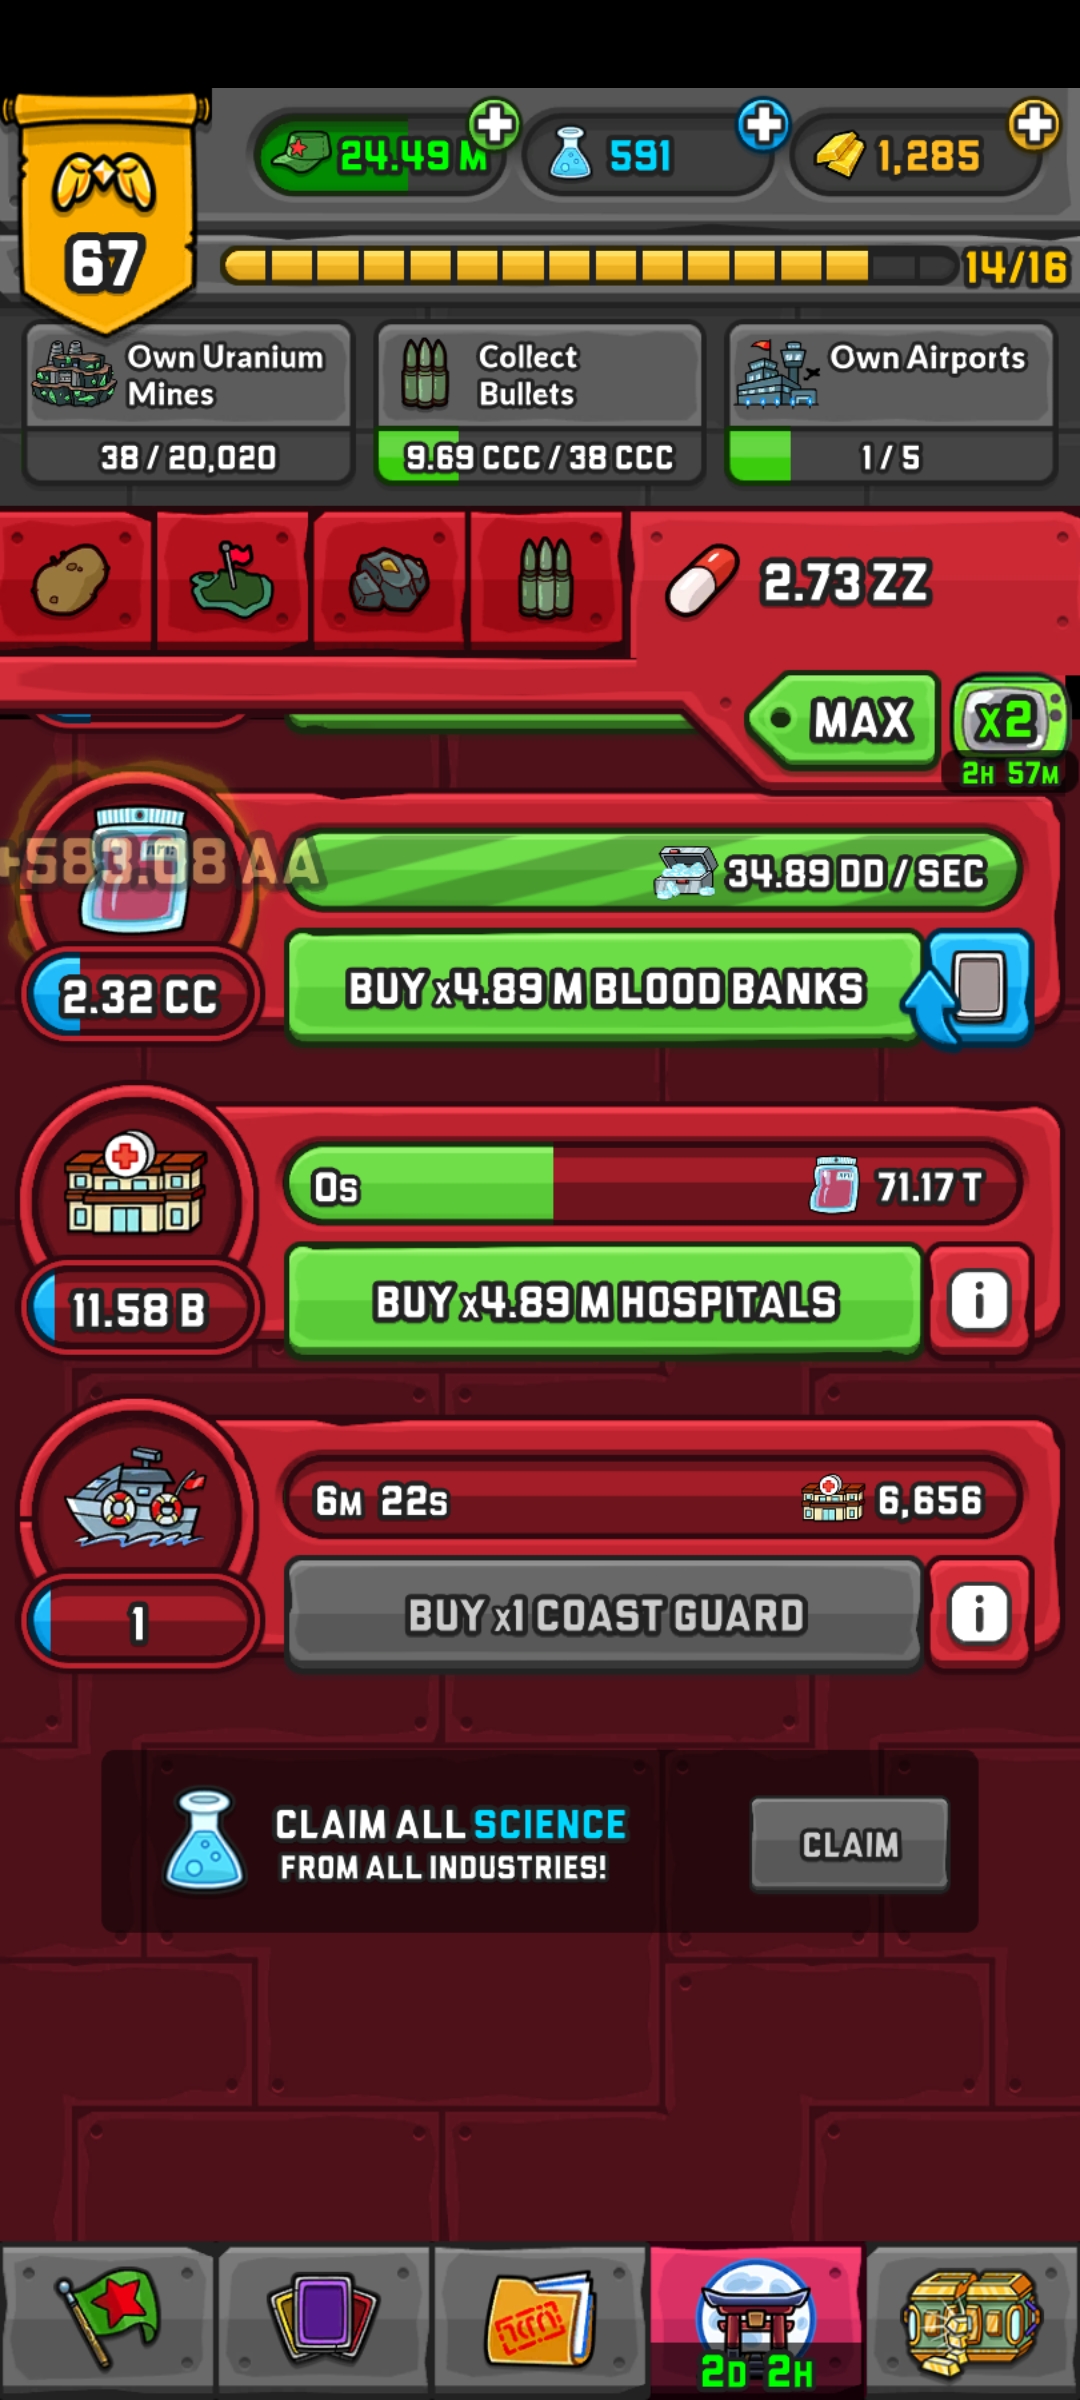 24.49 M
591
1,285
67
14/16
Own Uranium
Mines
38 / 20,020
Collect
Bullets
9.69 CCC / 38 CCC
Own Airports
1 / 5
2.73 ZZ
MAX
x2
2H 57M
+583.08 AA
34.89 DD / SEC
2.32 CC
BUY x4.89 M BLOOD BANKS
0s
71.17 T
11.58 B
BUY x4.89 M HOSPITALS
i
6M 22s
6,656
1
BUY x1 COAST GUARD
i
CLAIM ALL SCIENCE
FROM ALL INDUSTRIES!
CLAIM
2D 2H